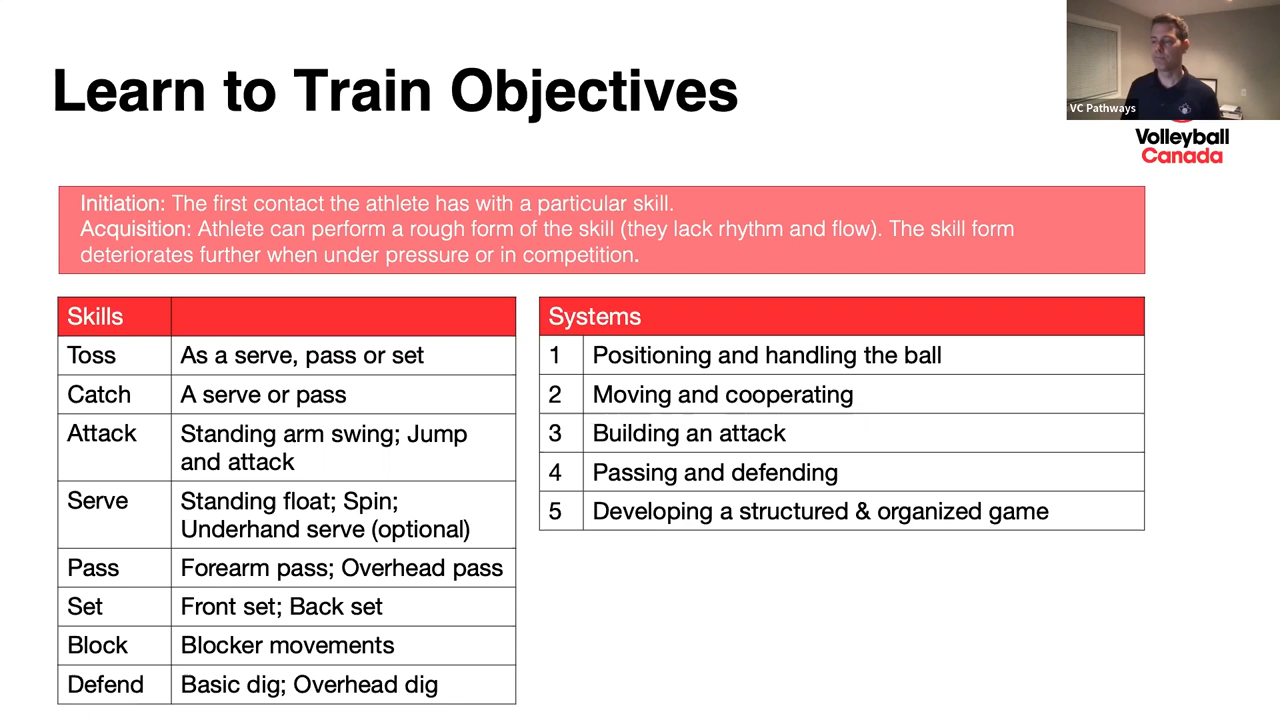 Learn to Train Objectives
VC Pathways
Volleyball
Canada
Initiation: The first contact the athlete has with a particular skill.
Acquisition: Athlete can perform a rough form of the skill (they lack rhythm and flow). The skill form
deteriorates further when under pressure or in competition.
Skills
Toss As a serve, pass or set
Catch A serve or pass
Attack Standing arm swing; Jump
and attack
Serve Standing float; Spin;
Underhand serve (optional)
Pass Forearm pass; Overhead pass
Set Front set; Back set
Block Blocker movements
Defend Basic dig; Overhead dig
Systems
1 Positioning and handling the ball
2 Moving and cooperating
3 Building an attack
4 Passing and defending
5 Developing a structured & organized game